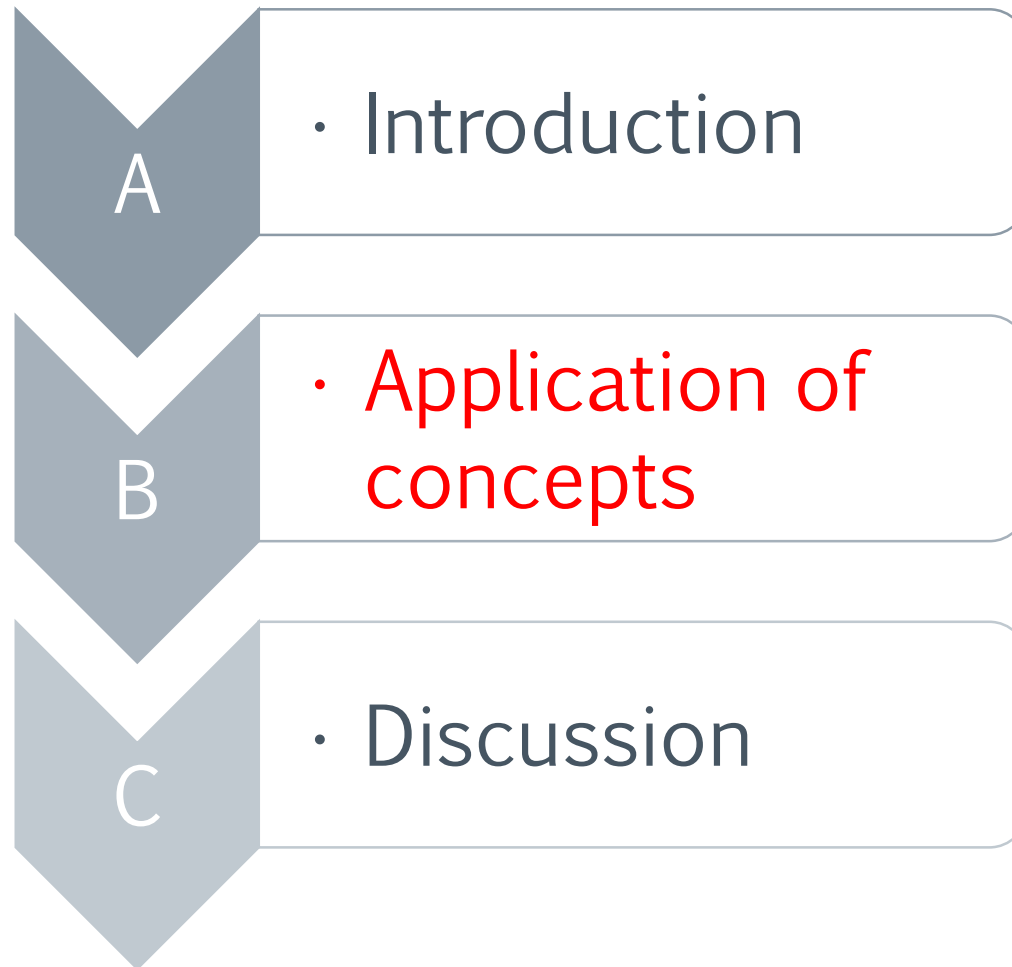 A
· Introduction
B
· Application of
concepts
C
· Discussion